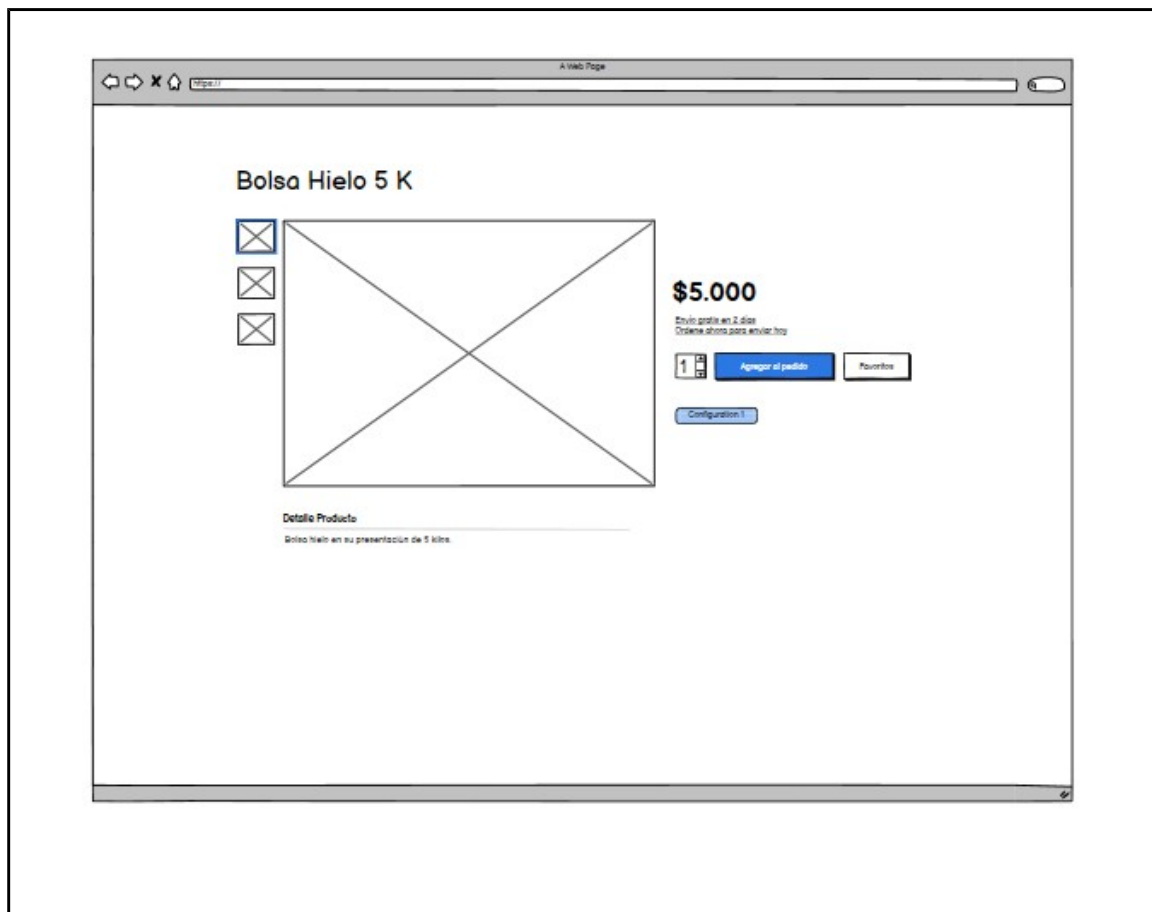 A Web Page
https://
Bolsa Hielo 5 K
$5.000
Envío gratis en 2 días
Ordene ahora para enviar hoy
1
Agregar al pedido
Favoritos
Configuration 1
Detalle Producto
Bolsa hielo en su presentación de 5 kilos.